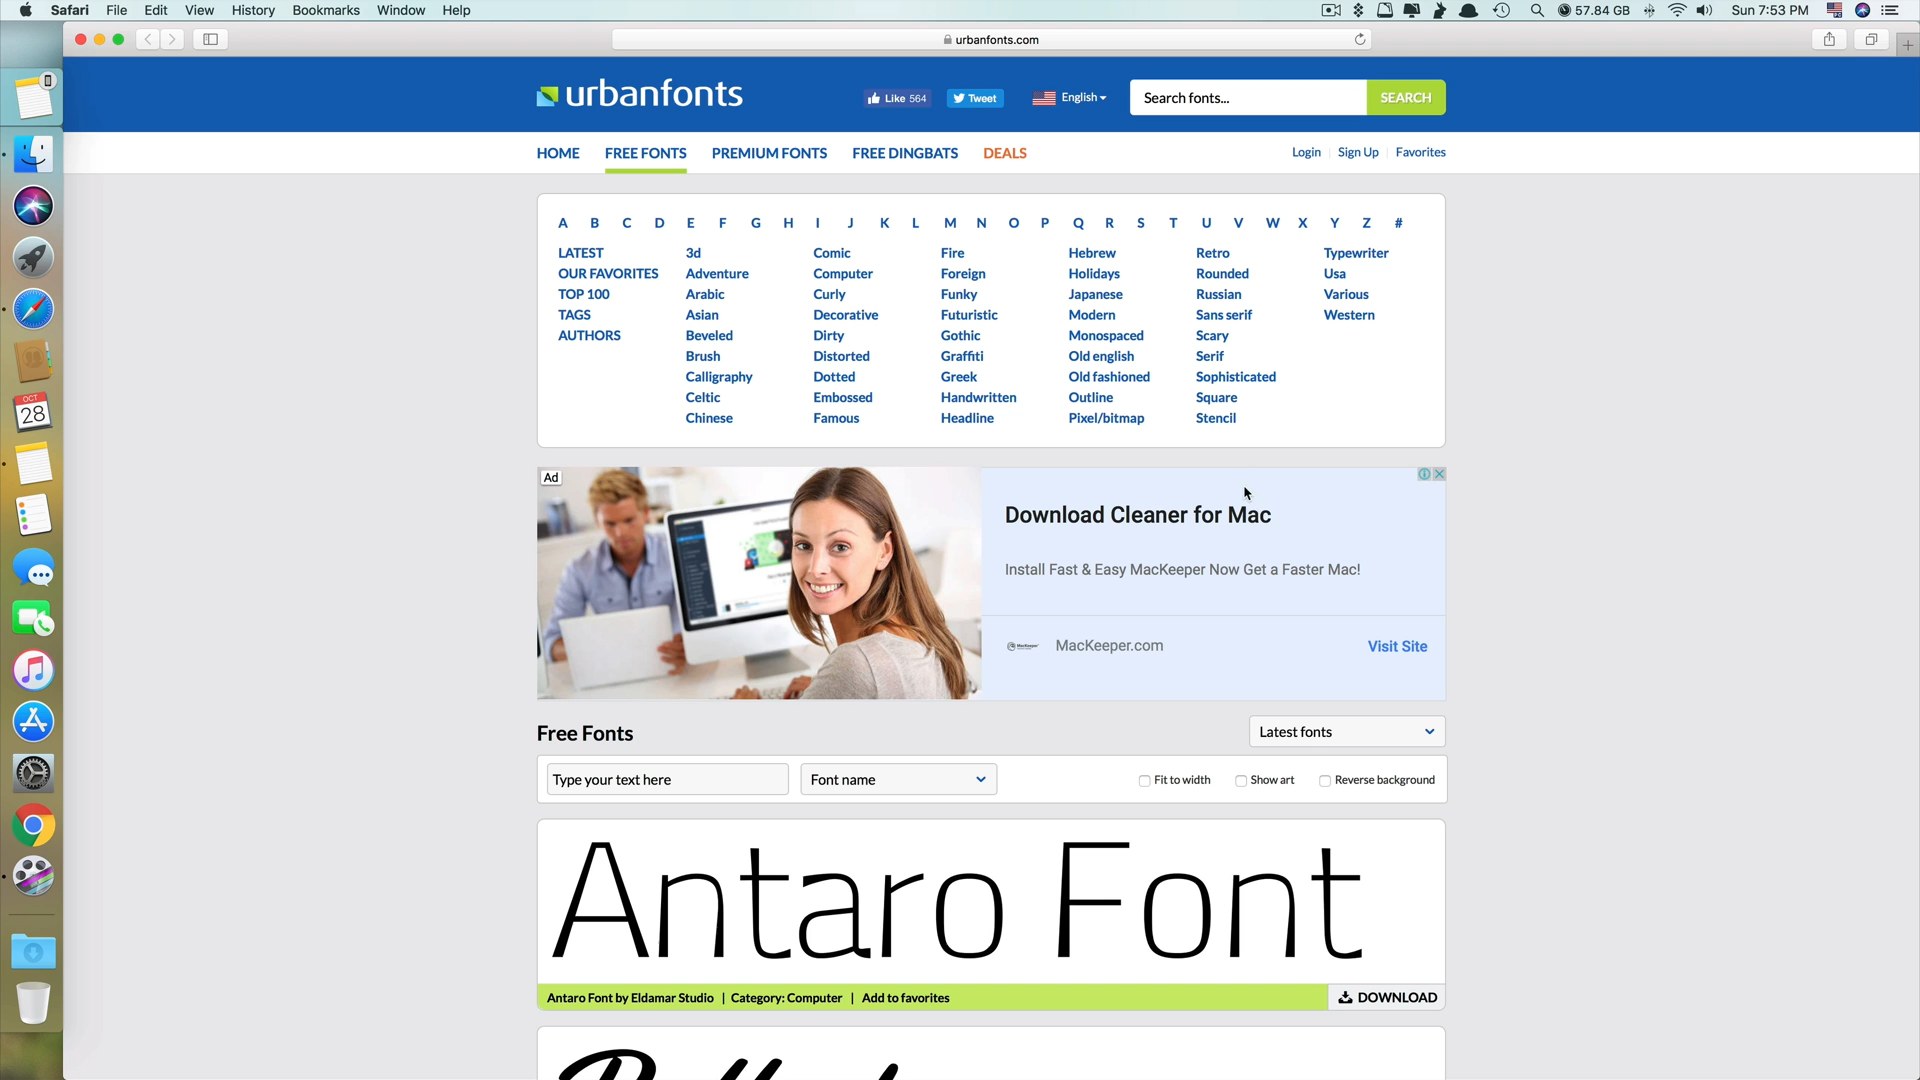 Safari File Edit View History Bookmarks Window Help 57.84 GB Sun 7:53 PM
urbanfonts.com
urbanfonts Like 564 Tweet English Search fonts... SEARCH
HOME FREE FONTS PREMIUM FONTS FREE DINGBATS DEALS Login Sign Up Favorites
A B C D E F G H I J K L M N O P Q R S T U V W X Y Z #
LATEST 3d Comic Fire Hebrew Retro Typewriter
OUR FAVORITES Adventure Computer Foreign Holidays Rounded Usa
TOP 100 Arabic Curly Funky Japanese Russian Various
TAGS Asian Decorative Futuristic Modern Sans serif Western
AUTHORS Beveled Dirty Gothic Monospaced Scary
Brush Distorted Graffiti Old english Serif
Calligraphy Dotted Greek Old fashioned Sophisticated
Celtic Embossed Handwritten Outline Square
Chinese Famous Headline Pixel/bitmap Stencil
OCT
28
Ad
Download Cleaner for Mac
Install Fast & Easy MacKeeper Now Get a Faster Mac!
MacKeeper MacKeeper.com Visit Site
Free Fonts Latest fonts
Type your text here Font name Fit to width Show art Reverse background
Antaro Font
Antaro Font by Eldamar Studio | Category: Computer | Add to favorites DOWNLOAD